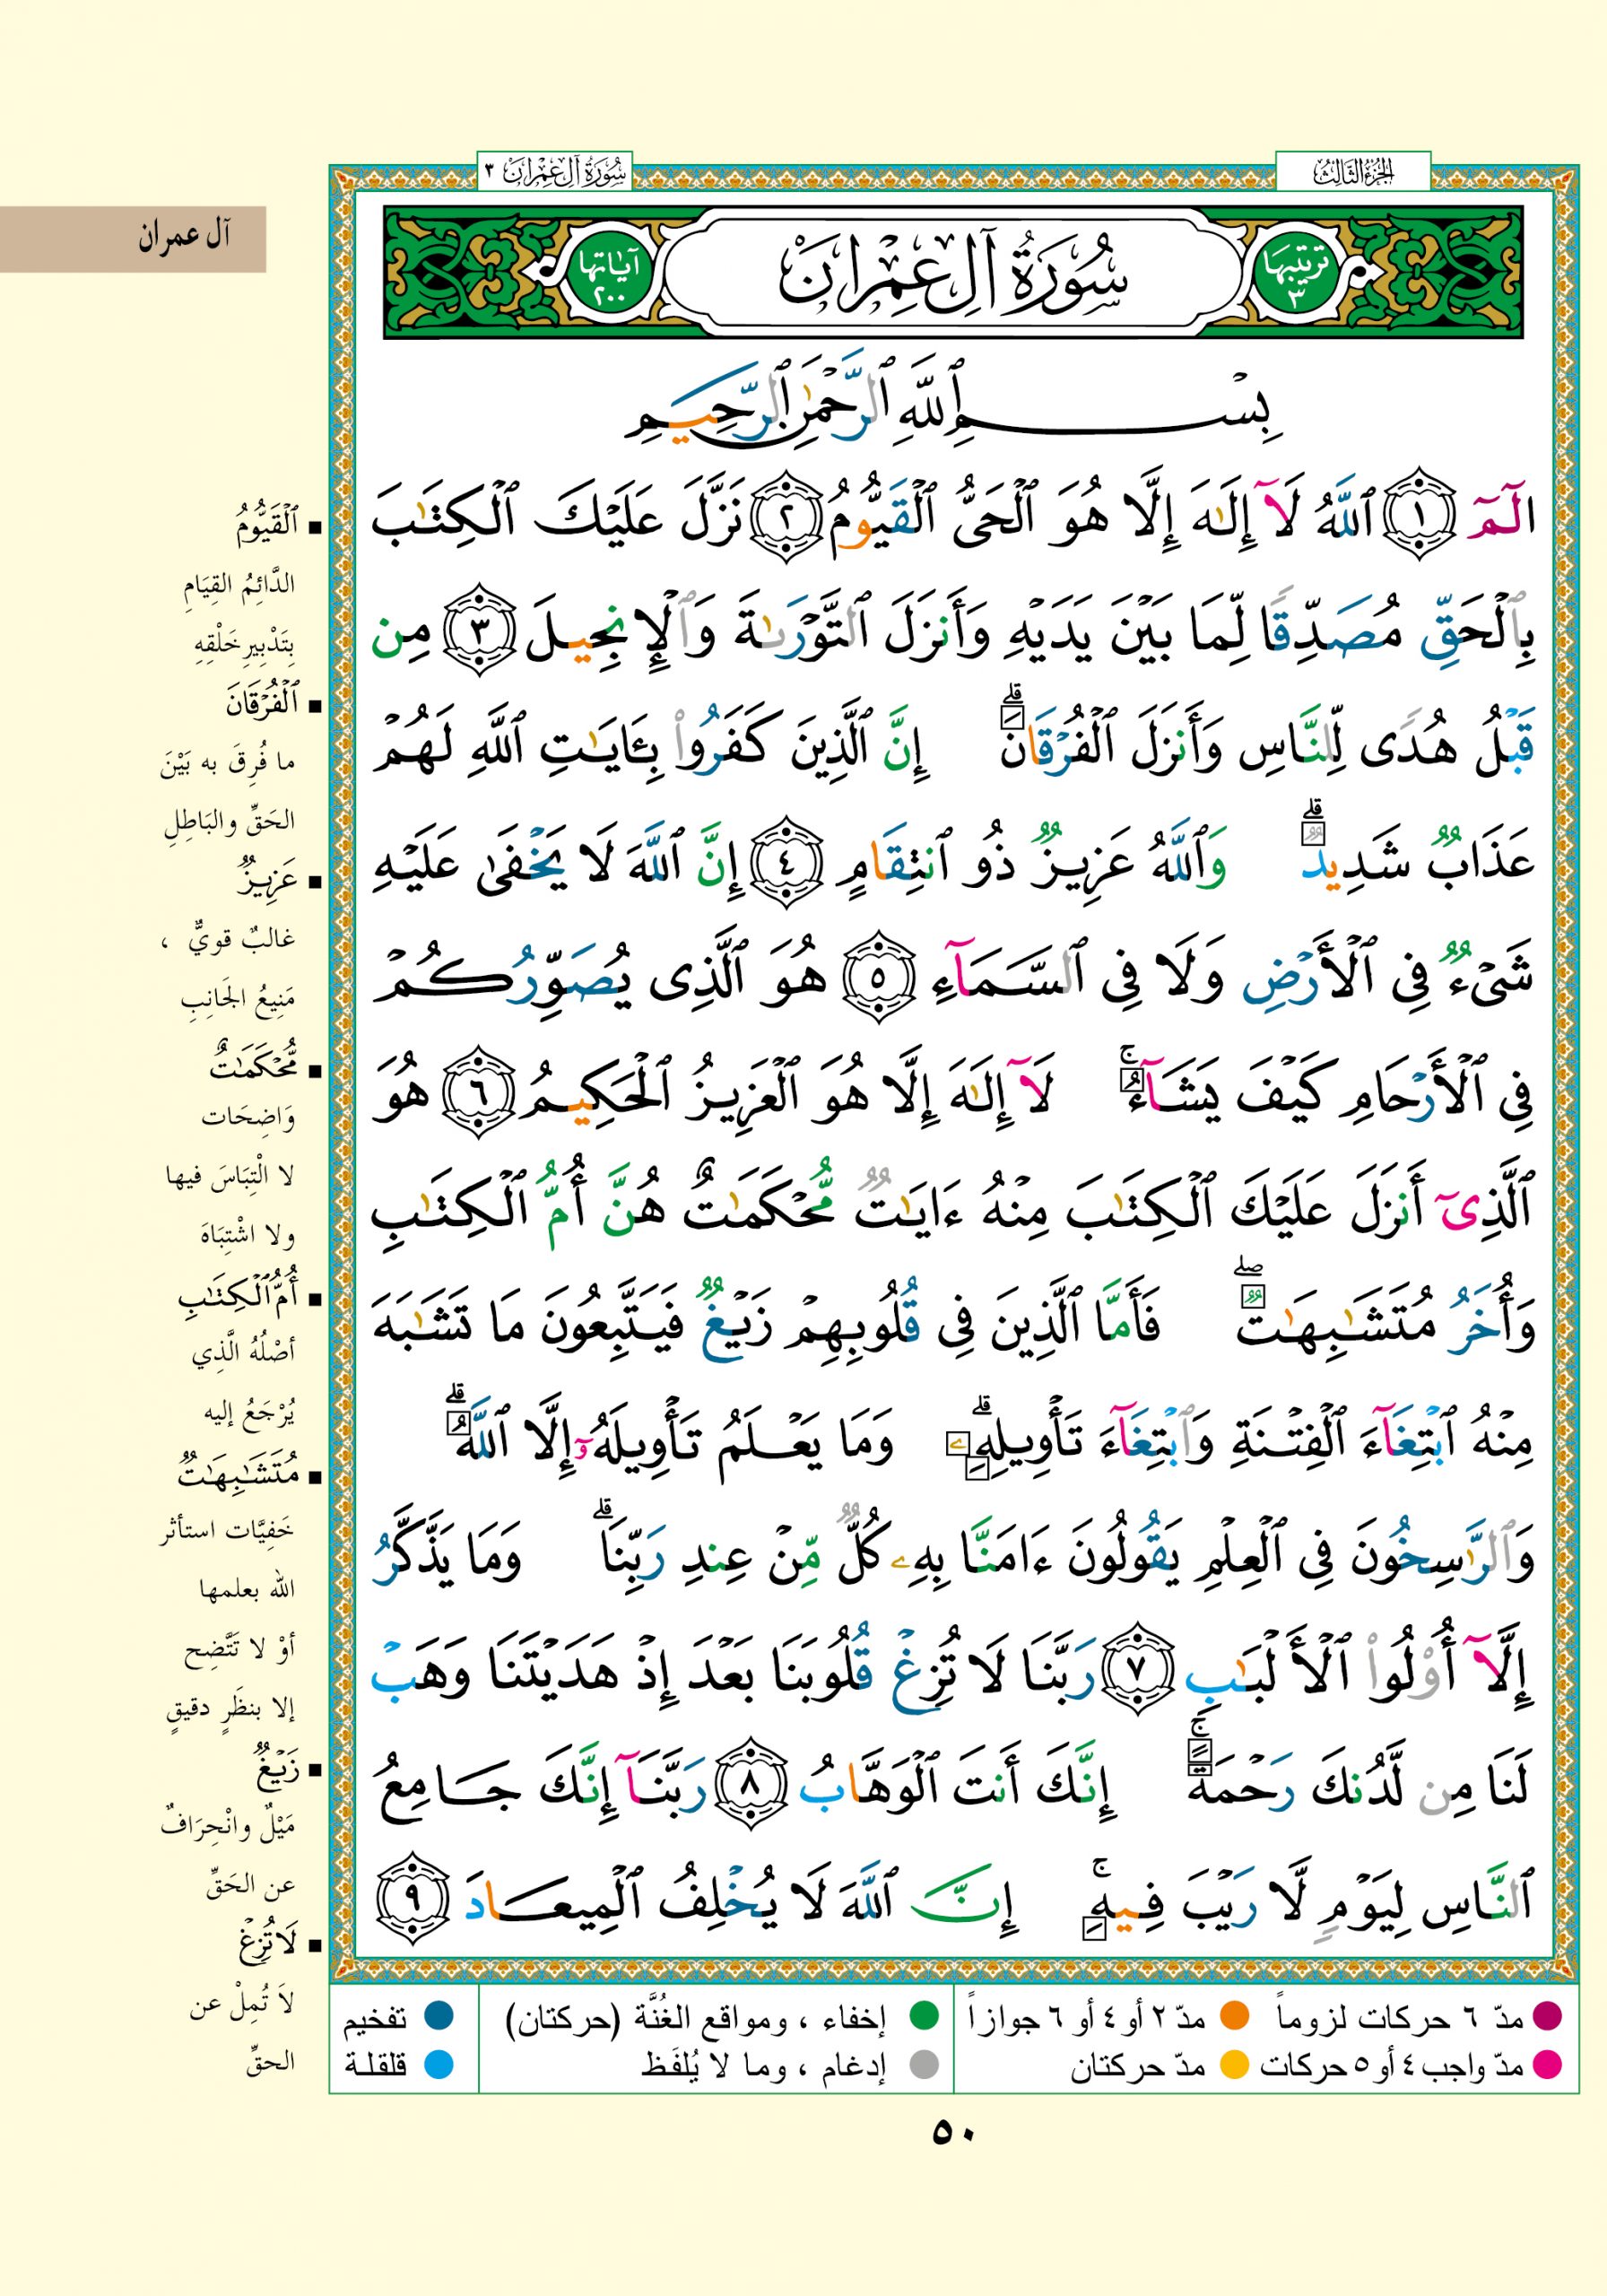 الجزء الثالث
سورة آل عمران ٣
آل عمران
ترتيبها ٣
سُورَةُ آلِ عِمْرَانَ
آياتها ٢٠٠
بِسْمِ ٱللَّهِ ٱلرَّحْمَٰنِ ٱلرَّحِيمِ
الٓمٓ ١ ٱللَّهُ لَآ إِلَٰهَ إِلَّا هُوَ ٱلْحَىُّ ٱلْقَيُّومُ ٢ نَزَّلَ عَلَيْكَ ٱلْكِتَٰبَ
بِٱلْحَقِّ مُصَدِّقًا لِّمَا بَيْنَ يَدَيْهِ وَأَنزَلَ ٱلتَّوْرَىٰةَ وَٱلْإِنجِيلَ ٣ مِن
قَبْلُ هُدًى لِّلنَّاسِ وَأَنزَلَ ٱلْفُرْقَانَ ۗ إِنَّ ٱلَّذِينَ كَفَرُوا۟ بِـَٔايَٰتِ ٱللَّهِ لَهُمْ
عَذَابٌ شَدِيدٌ ۗ وَٱللَّهُ عَزِيزٌ ذُو ٱنتِقَامٍ ٤ إِنَّ ٱللَّهَ لَا يَخْفَىٰ عَلَيْهِ
شَىْءٌ فِى ٱلْأَرْضِ وَلَا فِى ٱلسَّمَآءِ ٥ هُوَ ٱلَّذِى يُصَوِّرُكُمْ
فِى ٱلْأَرْحَامِ كَيْفَ يَشَآءُ ۚ لَآ إِلَٰهَ إِلَّا هُوَ ٱلْعَزِيزُ ٱلْحَكِيمُ ٦ هُوَ
ٱلَّذِىٓ أَنزَلَ عَلَيْكَ ٱلْكِتَٰبَ مِنْهُ ءَايَٰتٌ مُّحْكَمَٰتٌ هُنَّ أُمُّ ٱلْكِتَٰبِ
وَأُخَرُ مُتَشَٰبِهَٰتٌ ۖ فَأَمَّا ٱلَّذِينَ فِى قُلُوبِهِمْ زَيْغٌ فَيَتَّبِعُونَ مَا تَشَٰبَهَ
مِنْهُ ٱبْتِغَآءَ ٱلْفِتْنَةِ وَٱبْتِغَآءَ تَأْوِيلِهِۦ ۗ وَمَا يَعْلَمُ تَأْوِيلَهُۥٓ إِلَّا ٱللَّهُ ۗ
وَٱلرَّٰسِخُونَ فِى ٱلْعِلْمِ يَقُولُونَ ءَامَنَّا بِهِۦ كُلٌّ مِّنْ عِندِ رَبِّنَا ۗ وَمَا يَذَّكَّرُ
إِلَّآ أُو۟لُوا۟ ٱلْأَلْبَٰبِ ٧ رَبَّنَا لَا تُزِغْ قُلُوبَنَا بَعْدَ إِذْ هَدَيْتَنَا وَهَبْ
لَنَا مِن لَّدُنكَ رَحْمَةً ۚ إِنَّكَ أَنتَ ٱلْوَهَّابُ ٨ رَبَّنَآ إِنَّكَ جَامِعُ
ٱلنَّاسِ لِيَوْمٍ لَّا رَيْبَ فِيهِ ۚ إِنَّ ٱللَّهَ لَا يُخْلِفُ ٱلْمِيعَادَ ٩
ٱلْقَيُّومُ
الدَّائِمُ القِيَامِ
بِتَدْبِيرِ خَلْقِهِ
ٱلْفُرْقَانَ
ما فُرِقَ به بَيْنَ
الحَقِّ والبَاطِلِ
عَزِيزٌ
غالبٌ قويٌّ ،
مَنِيعُ الجَانِبِ
مُّحْكَمَٰتٌ
وَاضِحَات
لا الْتِبَاسَ فيها
ولا اشْتِبَاهَ
أُمُّ ٱلْكِتَٰبِ
أصْلُهُ الَّذِي
يُرْجَعُ إليه
مُتَشَٰبِهَٰتٌ
خَفِيَّات استأثر
الله بعلمها
أوْ لا تَتَّضِح
إلا بنظَرٍ دقيقٍ
زَيْغٌ
مَيْلٌ وانْحِرَافٌ
عن الحَقِّ
لَا تُزِغْ
لاَ تُمِلْ عن
الحقِّ
مدّ ٦ حركات لزوماً مدّ ٢ أو ٤ أو ٦ جوازاً إخفاء ، ومواقع الغُنَّة (حركتان) تفخيم
مدّ واجب ٤ أو ٥ حركات مدّ حركتان إدغام ، وما لا يُلفَظ قلقلة
٥٠